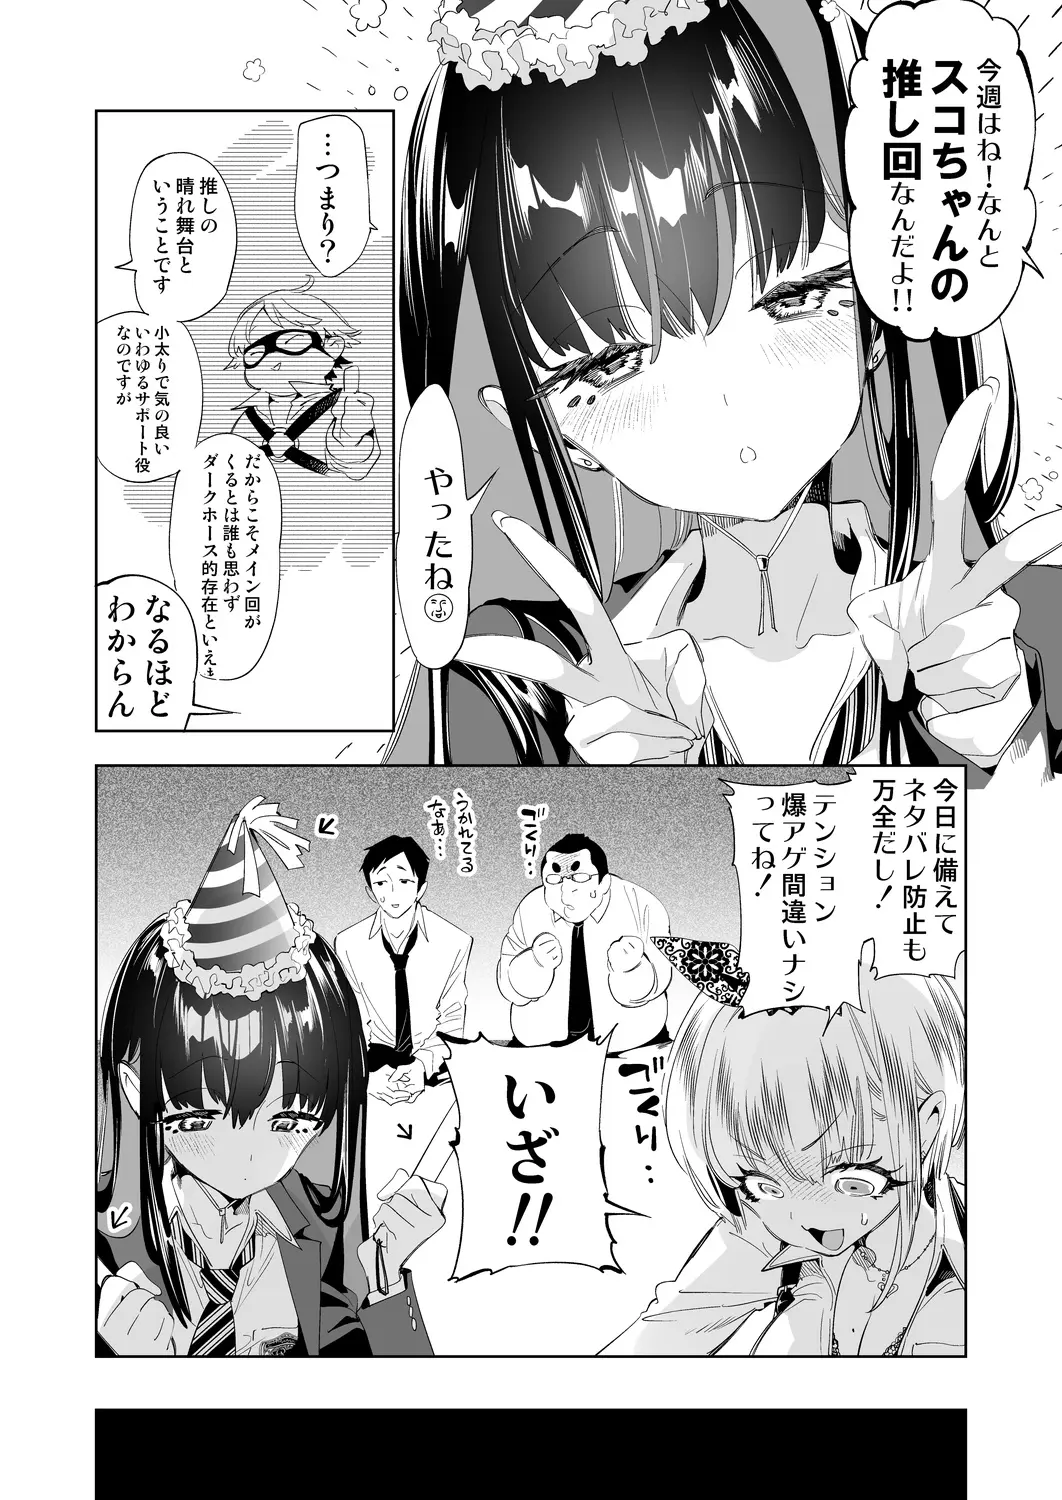 今週はね！なんと
スコちゃんの
推し回なんだよ!!
やったね
…つまり？
推しの
晴れ舞台と
いうことです
小太りで気の良い
いわゆるサポート役
なのですが
だからこそメイン回が
くるとは誰も思わず
ダークホース的存在といえま
なるほど
わからん
今日に備えて
ネタバレ防止も
万全だし！
テンション
爆アゲ間違いナシ
ってね！
ごくり‥
うかれてる
なぁ…
ごくり‥
いざ!!